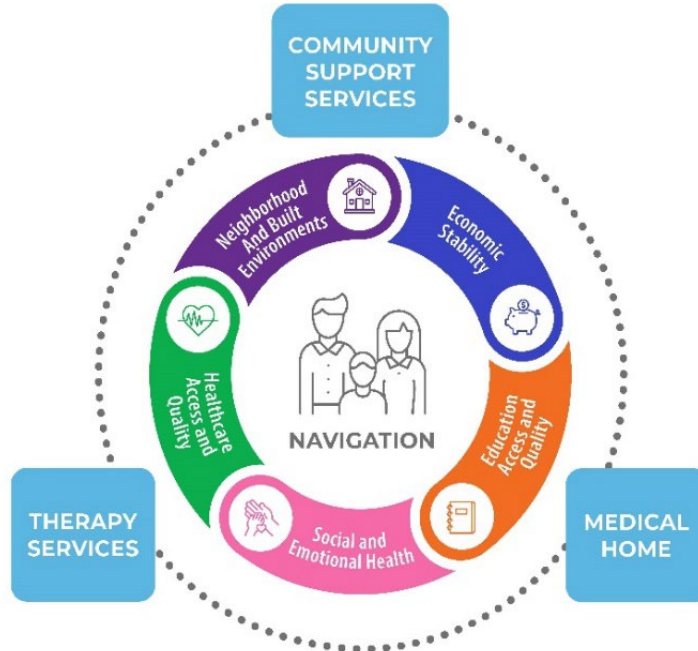 COMMUNITY
SUPPORT
SERVICES
Neighborhood
And Built
Environments
Economic
Stability
Healthcare
Access and
Quality
NAVIGATION
Education
Access and
Quality
Social and
Emotional Health
THERAPY
SERVICES
MEDICAL
HOME